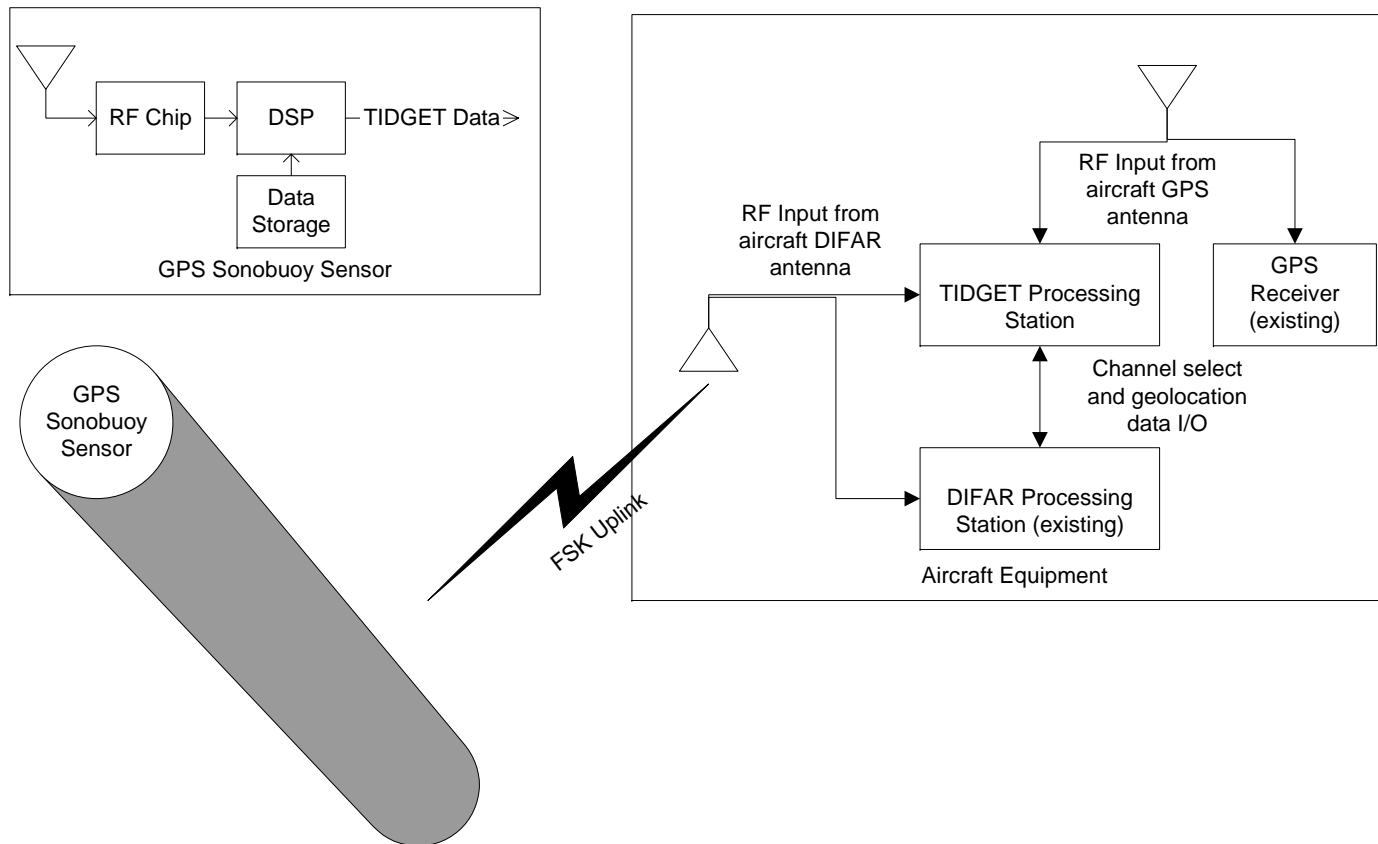 RF Chip
DSP
TIDGET Data
Data
Storage
GPS Sonobuoy Sensor
GPS
Sonobuoy
Sensor
FSK Uplink
RF Input from
aircraft DIFAR
antenna
RF Input from
aircraft GPS
antenna
TIDGET Processing
Station
GPS
Receiver
(existing)
Channel select
and geolocation
data I/O
DIFAR Processing
Station (existing)
Aircraft Equipment